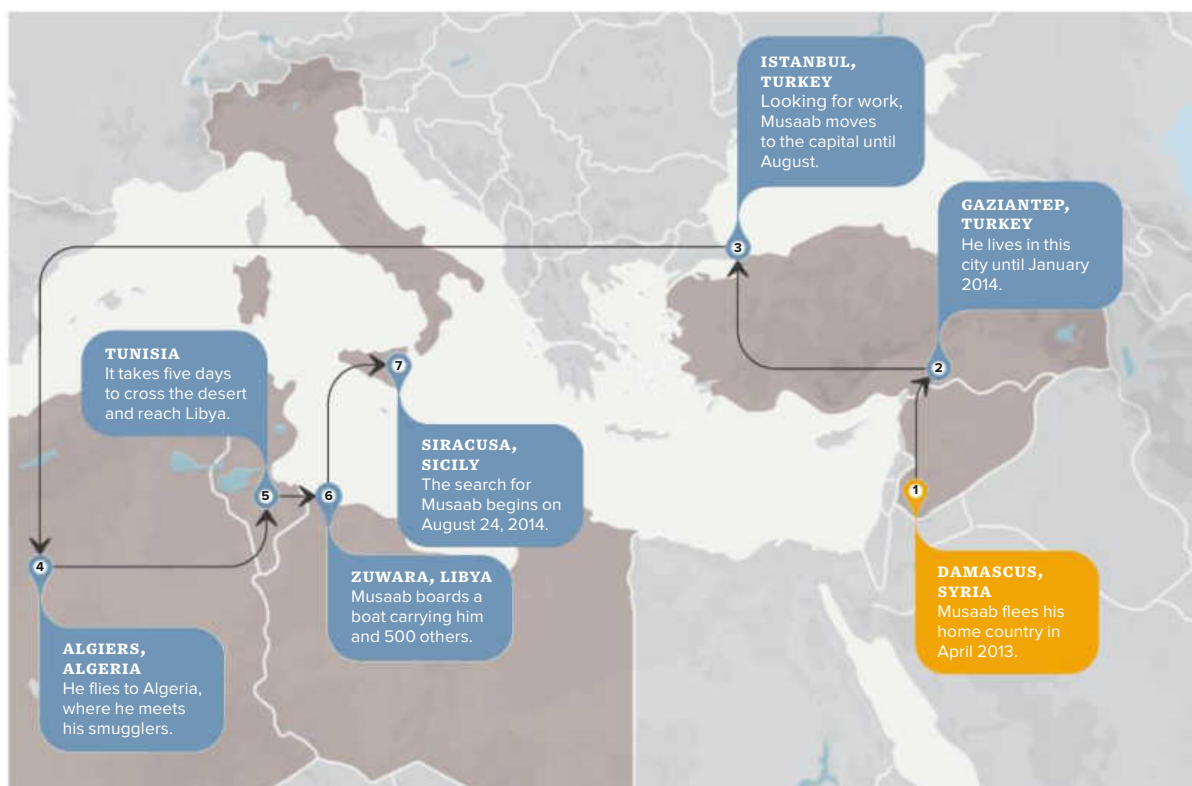 1
DAMASCUS,
SYRIA
Musaab flees his
home country in
April 2013.
2
GAZIANTEP,
TURKEY
He lives in this
city until January
2014.
3
ISTANBUL,
TURKEY
Looking for work,
Musaab moves
to the capital until
August.
4
ALGIERS,
ALGERIA
He flies to Algeria,
where he meets
his smugglers.
5
TUNISIA
It takes five days
to cross the desert
and reach Libya.
6
ZUWARA, LIBYA
Musaab boards a
boat carrying him
and 500 others.
7
SIRACUSA,
SICILY
The search for
Musaab begins on
August 24, 2014.